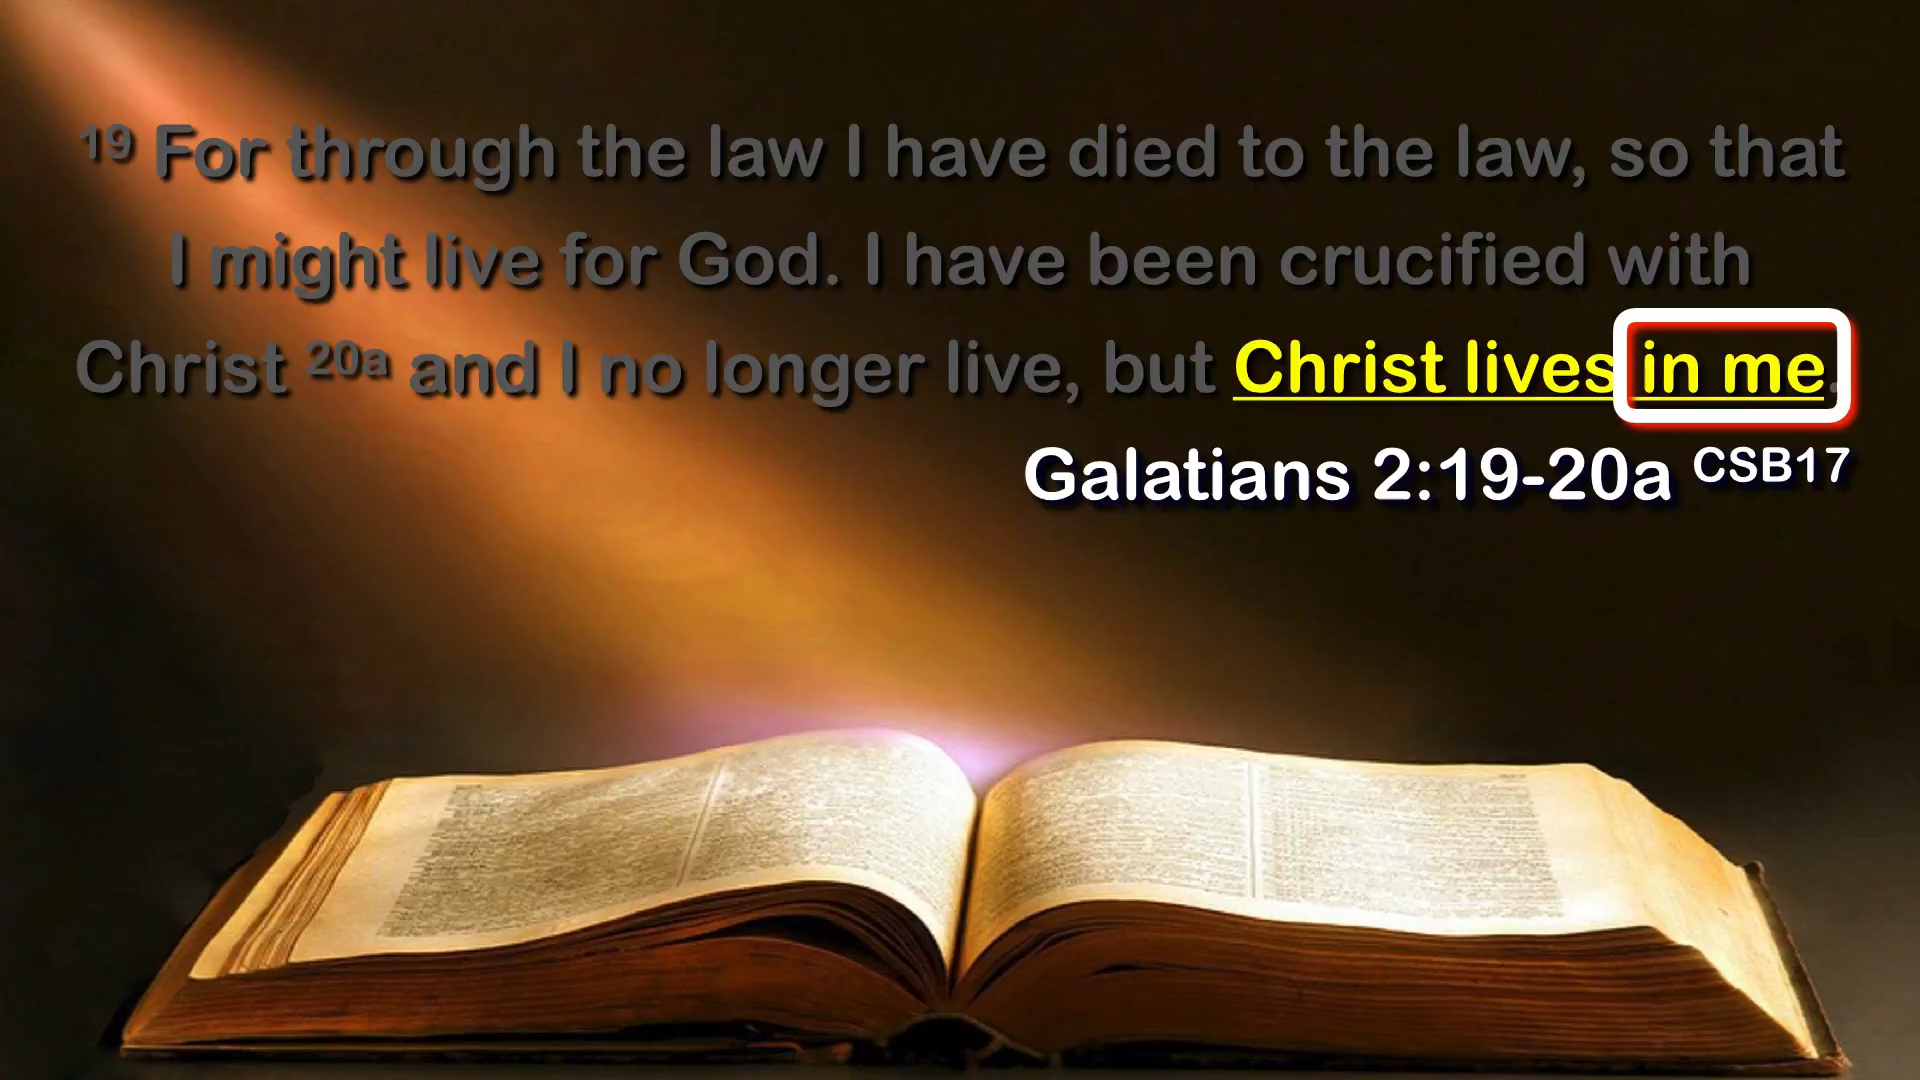 19 For through the law I have died to the law, so that
I might live for God. I have been crucified with
Christ 20a and I no longer live, but Christ lives in me.
Galatians 2:19-20a CSB17